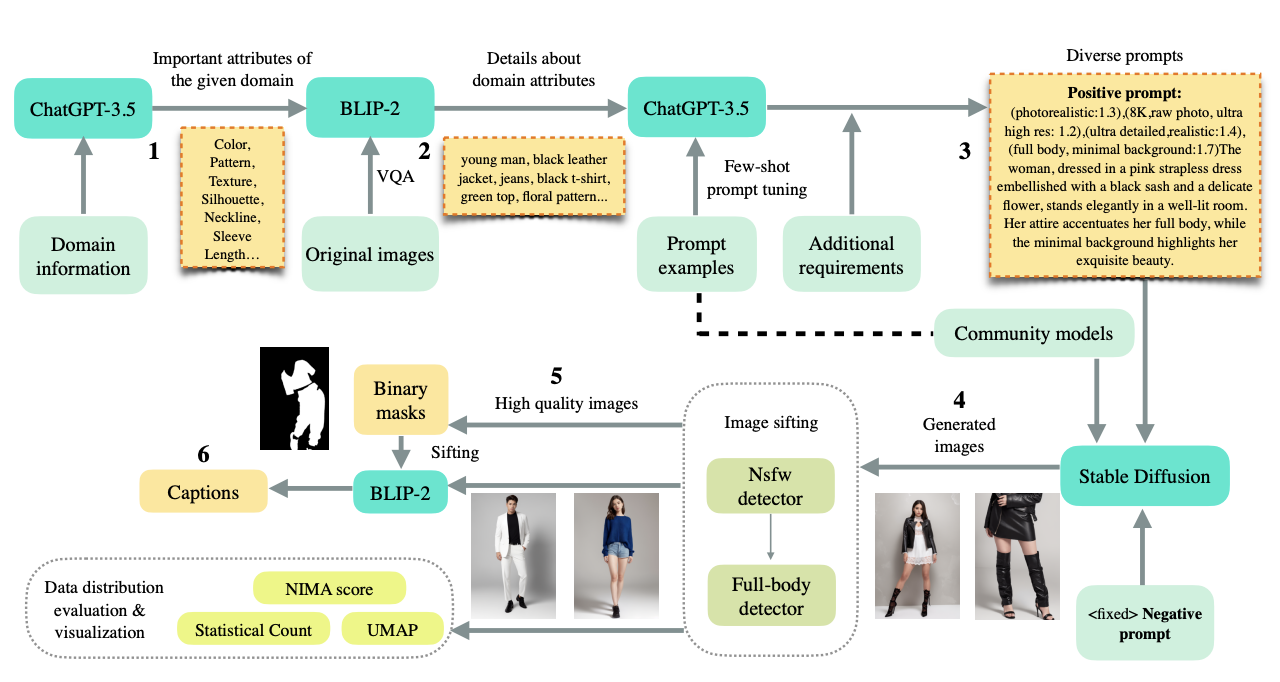 Important attributes of
the given domain
Details about
domain attributes
Diverse prompts
ChatGPT-3.5
BLIP-2
ChatGPT-3.5
1
Color,
Pattern,
Texture,
Silhouette,
Neckline,
Sleeve
Length…
VQA
2
young man, black leather
jacket, jeans, black t-shirt,
green top, floral pattern...
Few-shot
prompt tuning
3
Positive prompt:
(photorealistic:1.3),(8K,raw photo, ultra
high res: 1.2),(ultra detailed,realistic:1.4),
(full body, minimal background:1.7)The
woman, dressed in a pink strapless dress
embellished with a black sash and a delicate
flower, stands elegantly in a well-lit room.
Her attire accentuates her full body, while
the minimal background highlights her
exquisite beauty.
Domain
information
Original images
Prompt
examples
Additional
requirements
Community models
4
Generated
images
Stable Diffusion
<fixed> Negative
prompt
Image sifting
Nsfw
detector
Full-body
detector
5
High quality images
Binary
masks
Sifting
BLIP-2
6
Captions
Data distribution
evaluation &
visualization
NIMA score
Statistical Count
UMAP